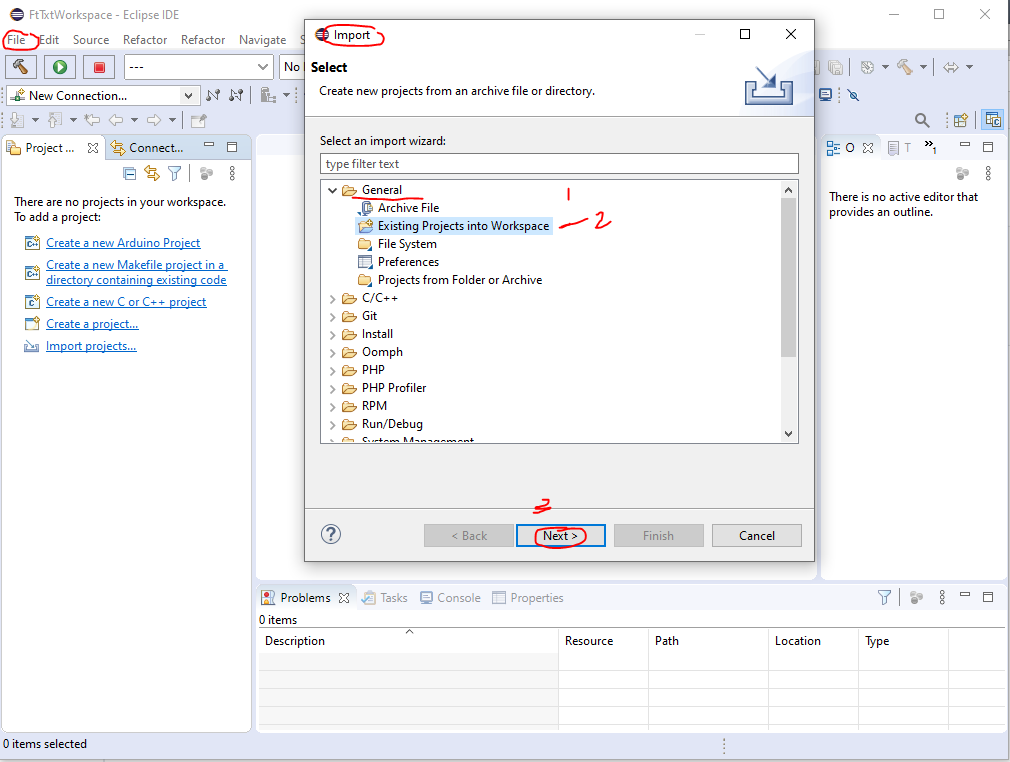 FtTxtWorkspace - Eclipse IDE
File Edit Source Refactor Refactor Navigate S
--- No
New Connection...
Project ... Connect...
There are no projects in your workspace.
To add a project:
Create a new Arduino Project
Create a new Makefile project in a
directory containing existing code
Create a new C or C++ project
Create a project...
Import projects...
Import
Select
Create new projects from an archive file or directory.
Select an import wizard:
type filter text
General 1
Archive File
Existing Projects into Workspace 2
File System
Preferences
Projects from Folder or Archive
C/C++
Git
Install
Oomph
PHP
PHP Profiler
RPM
Run/Debug
System Management
3
? < Back Next > Finish Cancel
O T »1
There is no active editor that
provides an outline.
Problems Tasks Console Properties
0 items
Description Resource Path Location Type
0 items selected